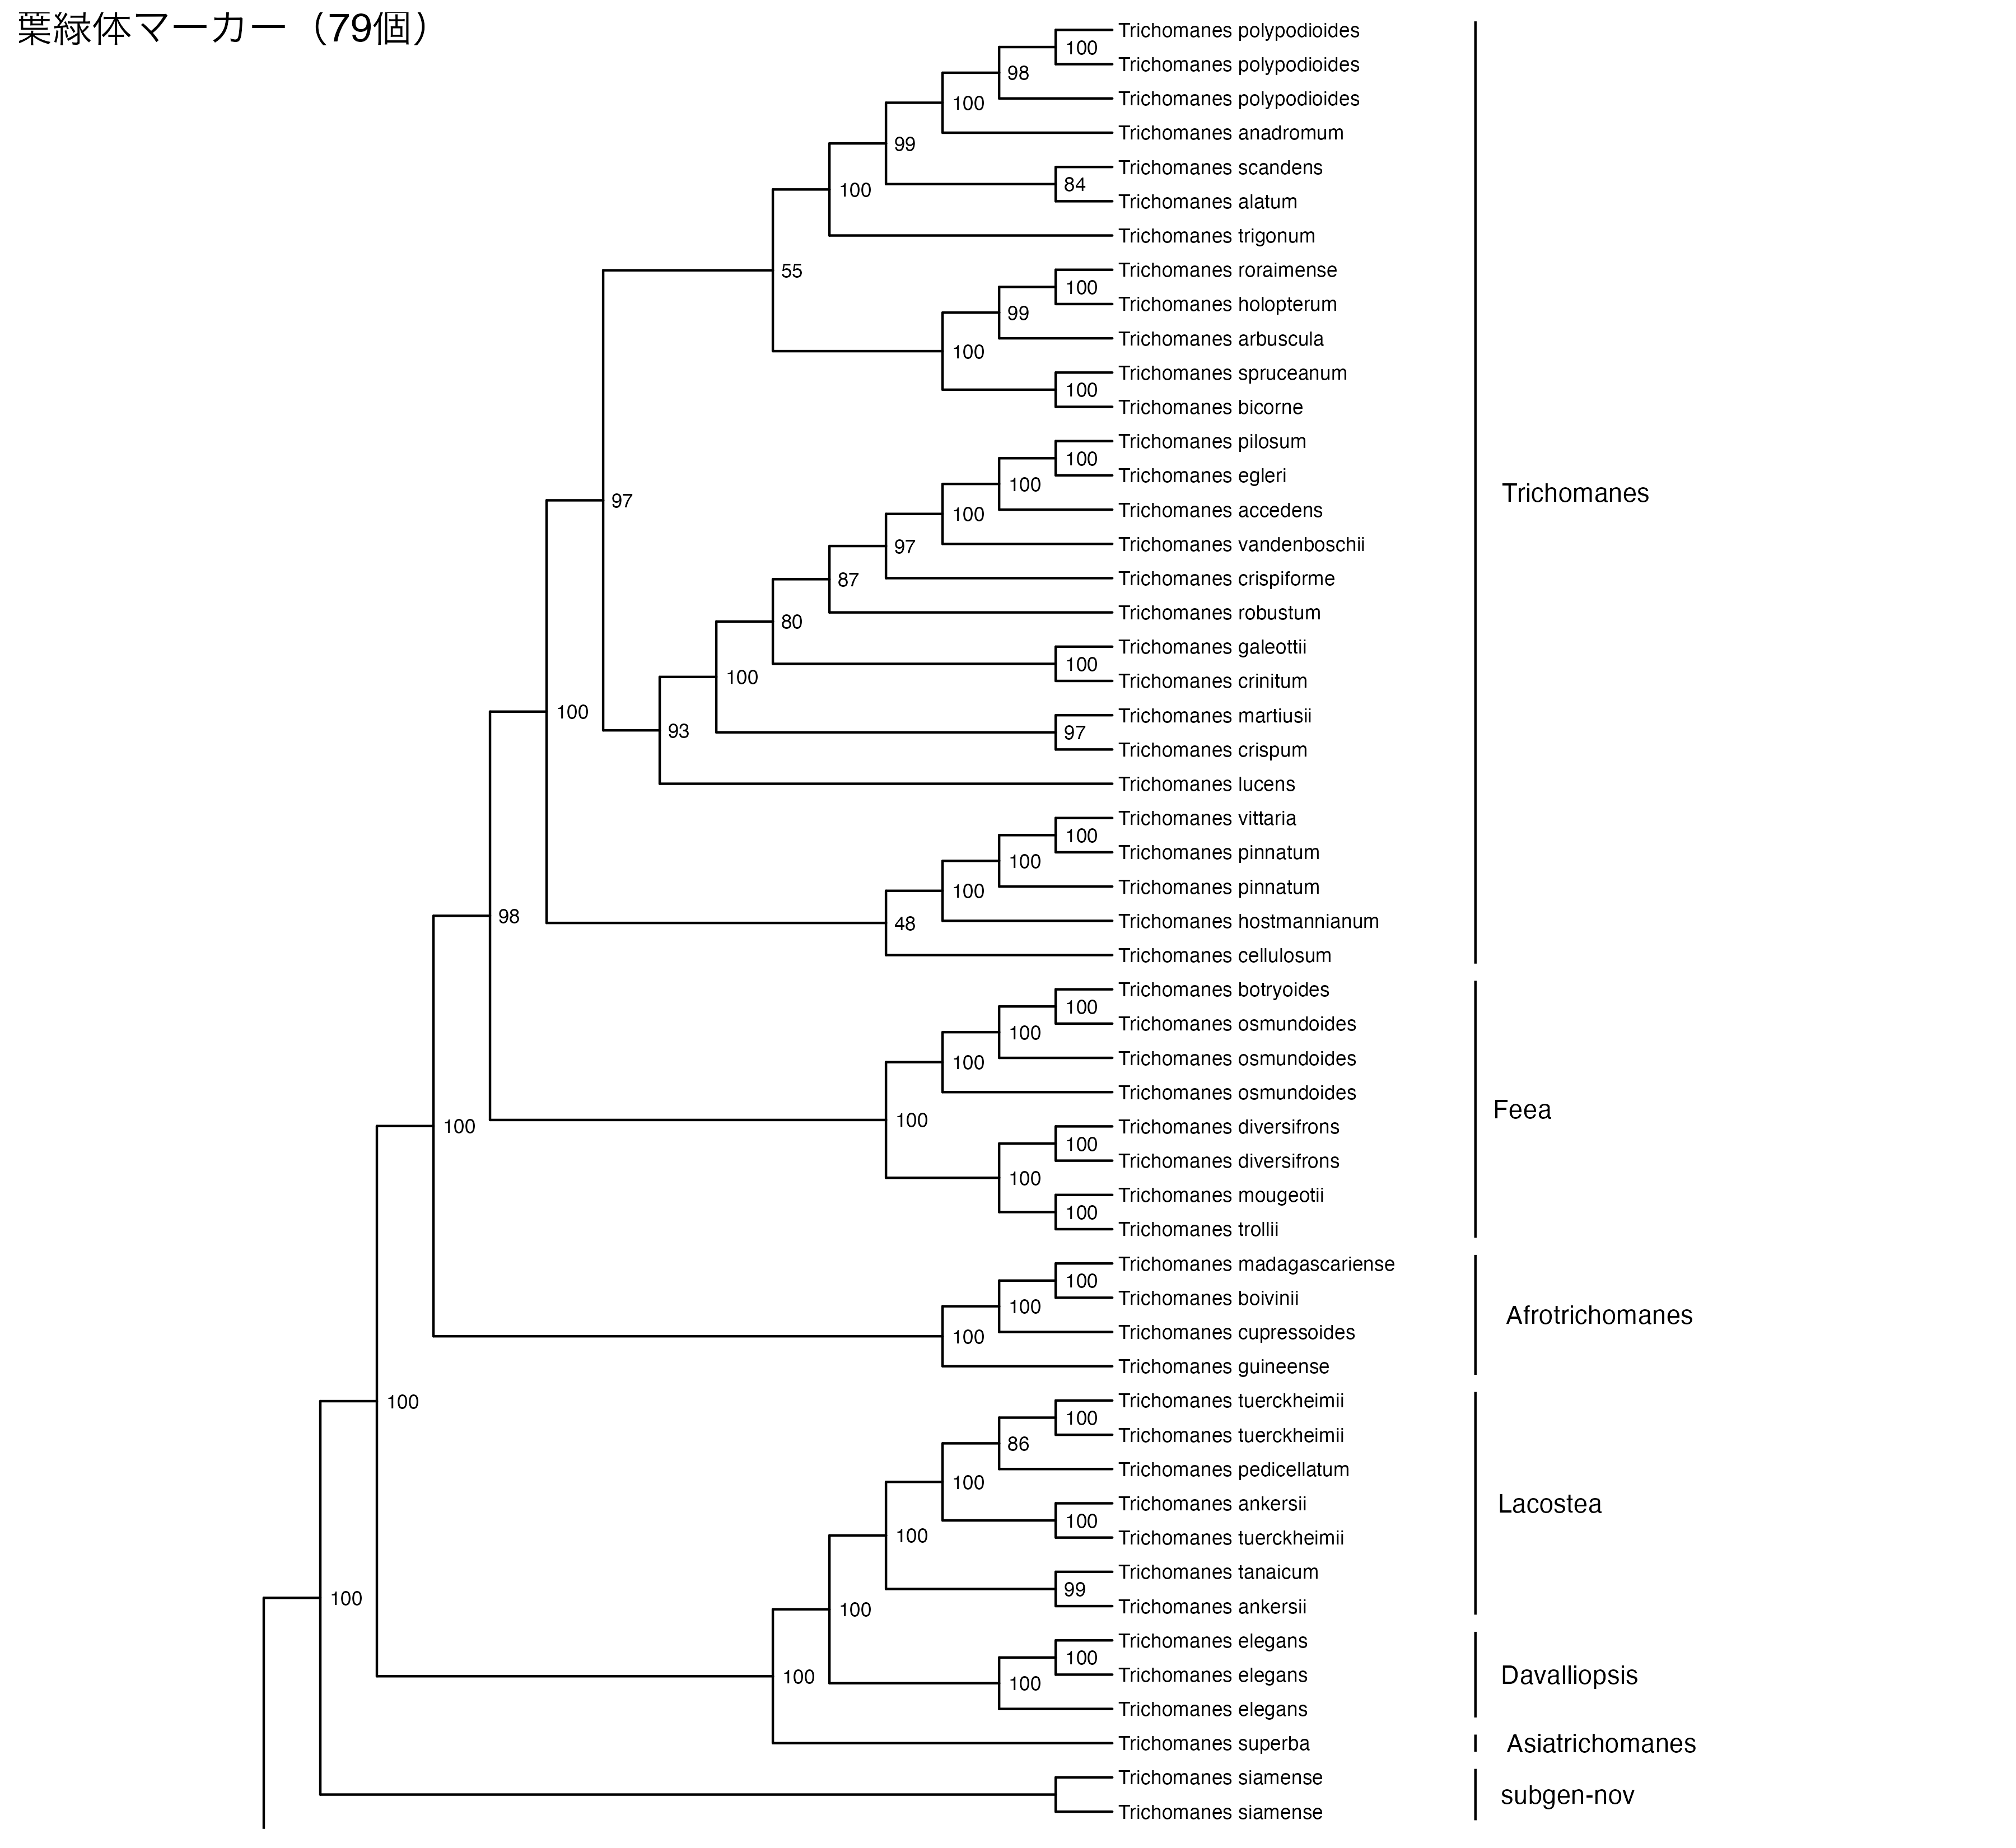 葉緑体マーカー（79個）
Trichomanes polypodioides
100
Trichomanes polypodioides
98
Trichomanes polypodioides
100
Trichomanes anadromum
99
Trichomanes scandens
84
Trichomanes alatum
100
Trichomanes trigonum
55
Trichomanes roraimense
100
Trichomanes holopterum
99
Trichomanes arbuscula
100
Trichomanes spruceanum
100
Trichomanes bicorne
Trichomanes pilosum
100
Trichomanes egleri
100
Trichomanes accedens
100
Trichomanes vandenboschii
97
Trichomanes crispiforme
87
Trichomanes robustum
80
Trichomanes galeottii
100
Trichomanes crinitum
100
Trichomanes martiusii
97
Trichomanes crispum
93
Trichomanes lucens
97
Trichomanes vittaria
100
Trichomanes pinnatum
100
Trichomanes pinnatum
100
Trichomanes hostmannianum
48
Trichomanes cellulosum
100
Trichomanes
Trichomanes botryoides
100
Trichomanes osmundoides
100
Trichomanes osmundoides
100
Trichomanes osmundoides
100
Trichomanes diversifrons
100
Trichomanes diversifrons
100
Trichomanes mougeotii
100
Trichomanes trollii
98
Feea
Trichomanes madagascariense
100
Trichomanes boivinii
100
Trichomanes cupressoides
100
Trichomanes guineense
100
Afrotrichomanes
Trichomanes tuerckheimii
100
Trichomanes tuerckheimii
86
Trichomanes pedicellatum
100
Trichomanes ankersii
100
Trichomanes tuerckheimii
100
Trichomanes tanaicum
99
Trichomanes ankersii
100
Lacostea
Trichomanes elegans
100
Trichomanes elegans
100
Trichomanes elegans
100
Davalliopsis
Trichomanes superba
100
Asiatrichomanes
Trichomanes siamense
100
Trichomanes siamense
subgen-nov